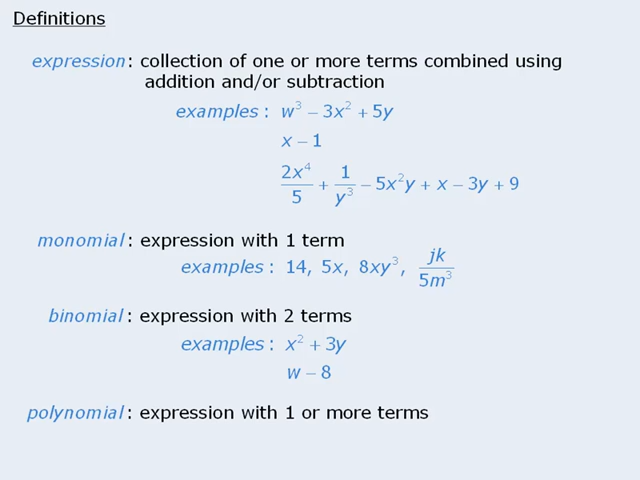 Definitions
expression: collection of one or more terms combined using
addition and/or subtraction
examples: w³ − 3x² + 5y
x − 1
2x⁴/5 + 1/y³ − 5x²y + x − 3y + 9
monomial: expression with 1 term
examples: 14, 5x, 8xy³, jk/5m³
binomial: expression with 2 terms
examples: x² + 3y
w − 8
polynomial: expression with 1 or more terms